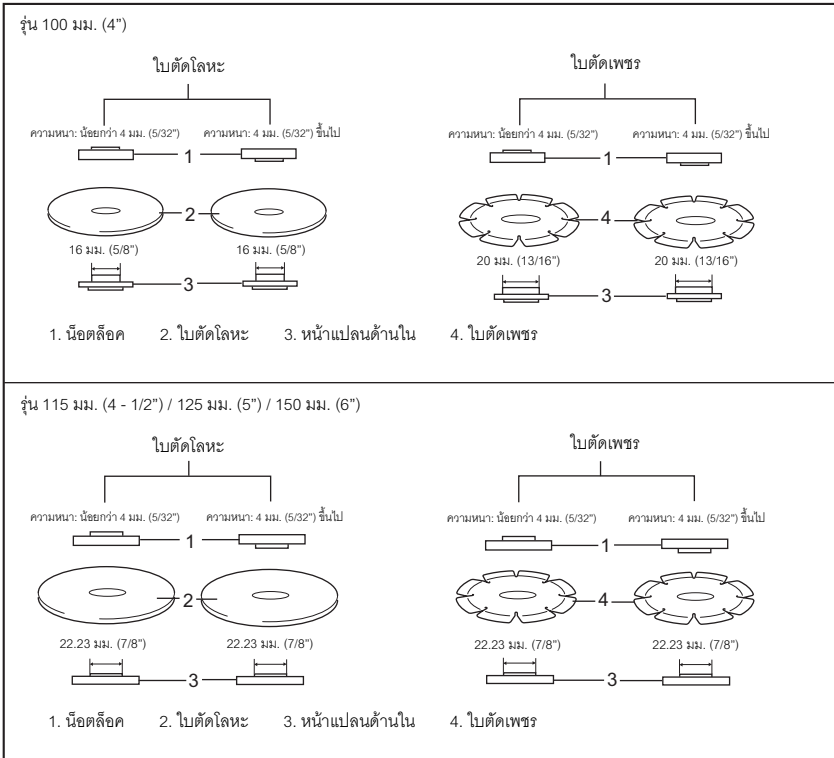 รุ่น 100 มม. (4”)
ใบตัดโลหะ ใบตัดเพชร
ความหนา: น้อยกว่า 4 มม. (5/32") ความหนา: 4 มม. (5/32") ขึ้นไป ความหนา: น้อยกว่า 4 มม. (5/32") ความหนา: 4 มม. (5/32") ขึ้นไป
1 1
2 4
16 มม. (5/8") 16 มม. (5/8") 20 มม. (13/16") 20 มม. (13/16")
3 3
1. น็อตล็อค 2. ใบตัดโลหะ 3. หน้าแปลนด้านใน 4. ใบตัดเพชร
รุ่น 115 มม. (4 - 1/2”) / 125 มม. (5”) / 150 มม. (6”)
ใบตัดโลหะ ใบตัดเพชร
ความหนา: น้อยกว่า 4 มม. (5/32") ความหนา: 4 มม. (5/32") ขึ้นไป ความหนา: น้อยกว่า 4 มม. (5/32") ความหนา: 4 มม. (5/32") ขึ้นไป
1 1
2 4
22.23 มม. (7/8") 22.23 มม. (7/8") 22.23 มม. (7/8") 22.23 มม. (7/8")
3 3
1. น็อตล็อค 2. ใบตัดโลหะ 3. หน้าแปลนด้านใน 4. ใบตัดเพชร